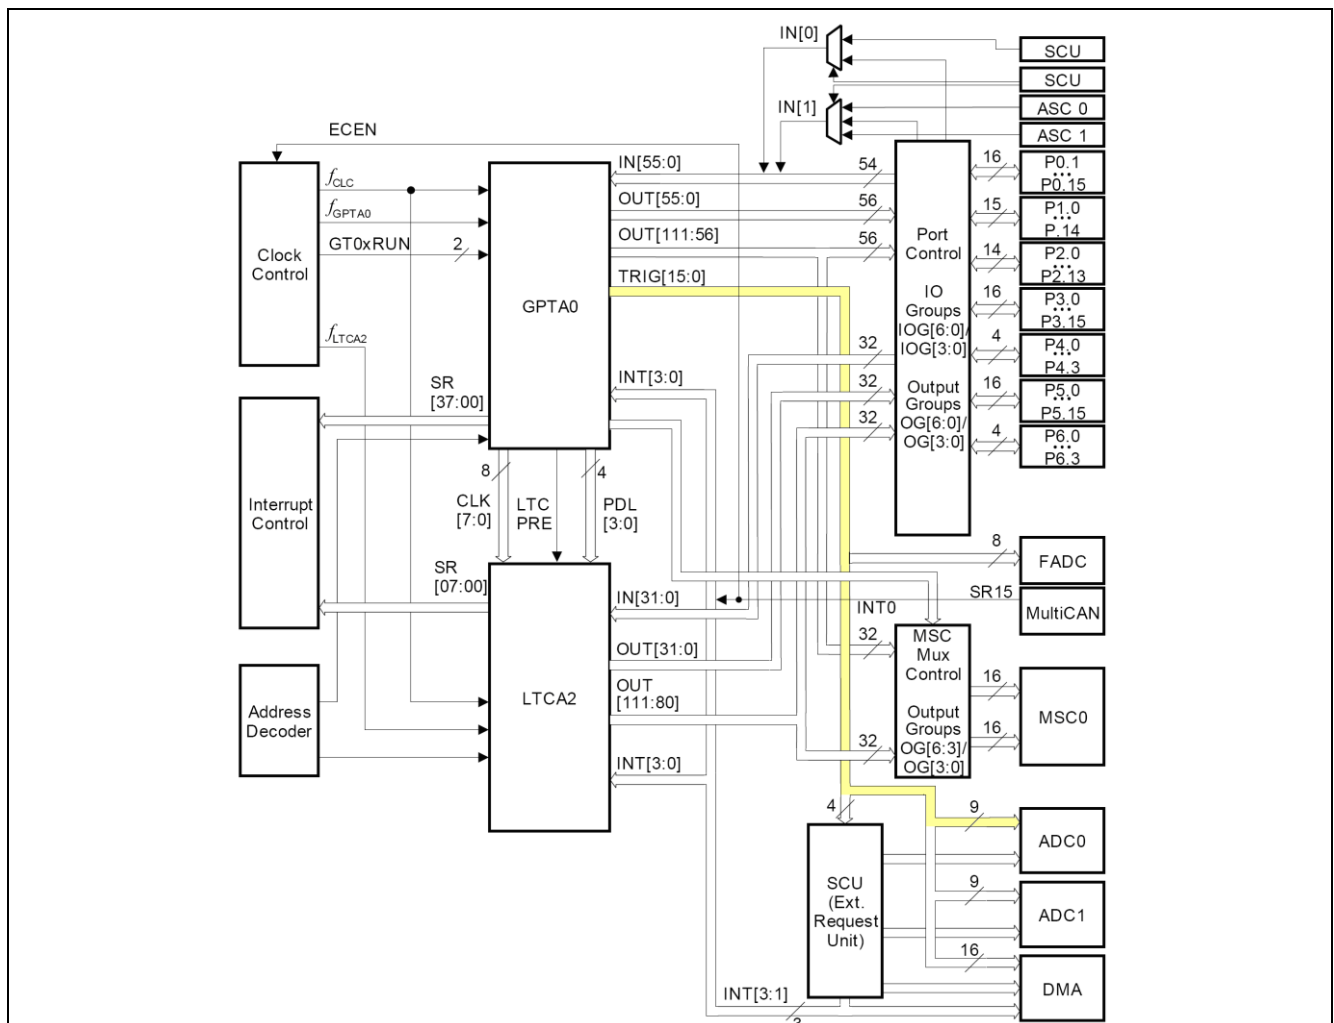 IN[0]
SCU
SCU
IN[1]
ASC 0
ASC 1
ECEN
fCLC
IN[55:0]
54
16
P0.1
P0.15
fGPTA0
OUT[55:0]
56
15
P1.0
P.14
GT0xRUN
2
OUT[111:56]
56
Port
Control
14
P2.0
P2.13
Clock
Control
TRIG[15:0]
GPTA0
IO
Groups
IOG[6:0]/
IOG[3:0]
16
P3.0
P3.15
fLTCA2
32
4
P4.0
P4.3
SR
[37:00]
INT[3:0]
32
32
Output
Groups
OG[6:0]/
OG[3:0]
16
P5.0
P5.15
4
P6.0
P6.3
Interrupt
Control
8
CLK
[7:0]
LTC
PRE
4
PDL
[3:0]
8
FADC
SR
[07:00]
IN[31:0]
INT0
SR15
MultiCAN
OUT[31:0]
32
MSC
Mux
Control
Address
Decoder
LTCA2
OUT
[111:80]
16
16
MSC0
Output
Groups
OG[6:3]/
OG[3:0]
32
INT[3:0]
4
9
ADC0
SCU
(Ext.
Request
Unit)
9
ADC1
16
DMA
INT[3:1]
3